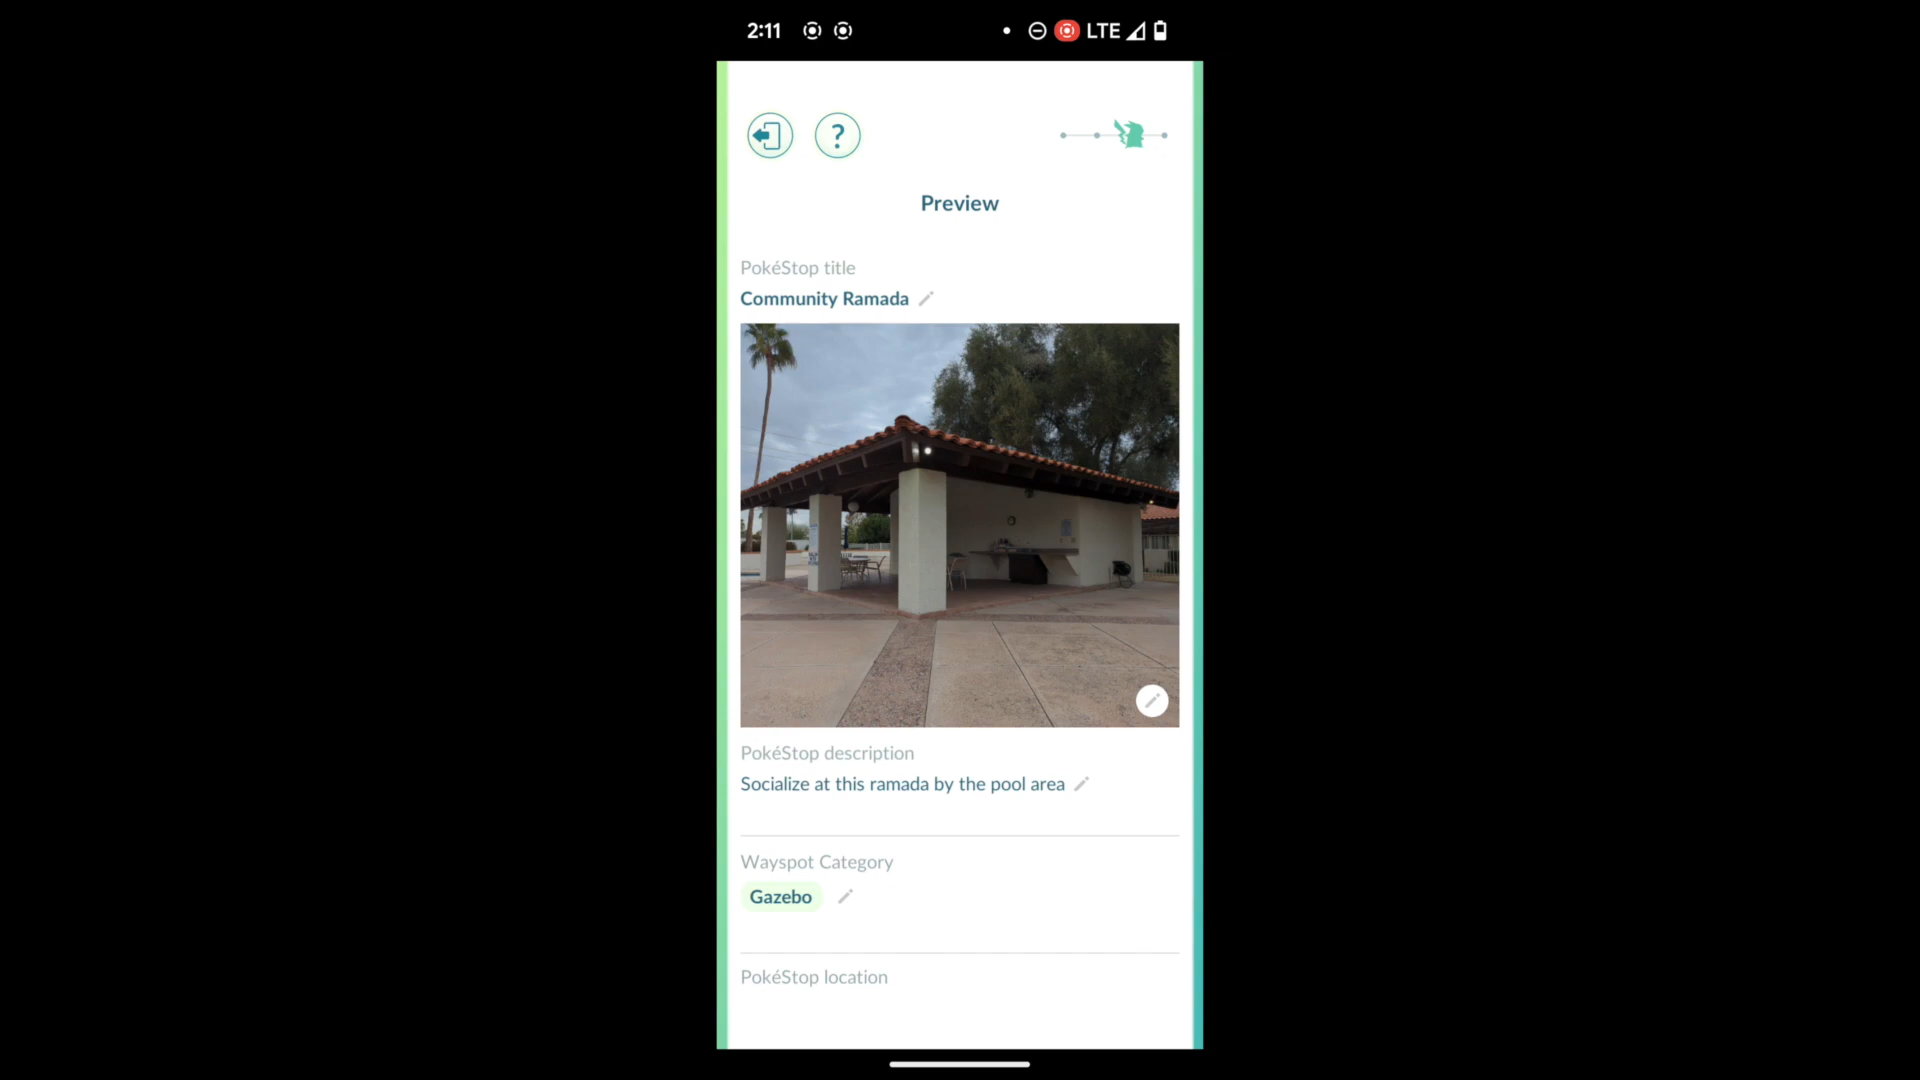 2:11
LTE
?
Preview
PokéStop title
Community Ramada
PokéStop description
Socialize at this ramada by the pool area
Wayspot Category
Gazebo
PokéStop location